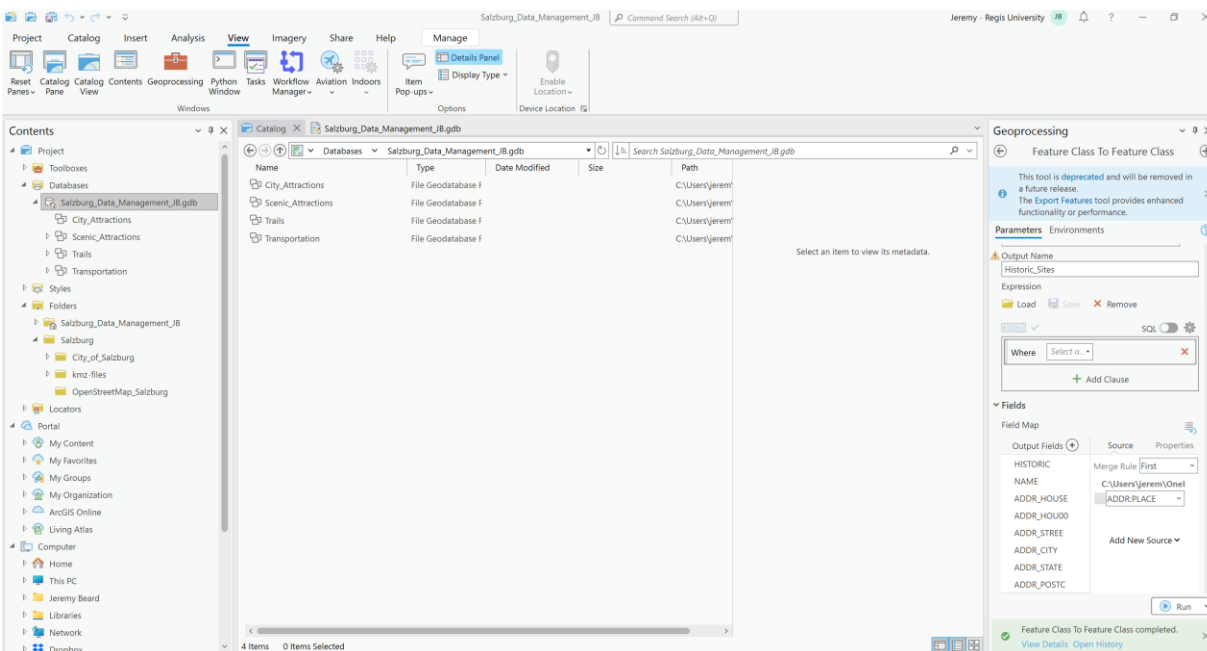 Salzburg_Data_Management_JB
Command Search (Alt+Q)
Jeremy - Regis University JB ?
Project Catalog Insert Analysis View Imagery Share Help Manage
Reset Panes
Catalog Pane
Catalog View
Contents
Geoprocessing
Python Window
Tasks
Workflow Manager
Aviation
Indoors
Windows
Item Pop-ups
Details Panel
Display Type
Options
Enable Location
Device Location
Contents
Project
Toolboxes
Databases
Salzburg_Data_Management_JB.gdb
City_Attractions
Scenic_Attractions
Trails
Transportation
Styles
Folders
Salzburg_Data_Management_JB
Salzburg
City_of_Salzburg
kmz-files
OpenStreetMap_Salzburg
Locators
Portal
My Content
My Favorites
My Groups
My Organization
ArcGIS Online
Living Atlas
Computer
Home
This PC
Jeremy Beard
Libraries
Network
Dropbox
Catalog Salzburg_Data_Management_JB.gdb
Databases Salzburg_Data_Management_JB.gdb Search Salzburg_Data_Management_JB.gdb
Name Type Date Modified Size Path
City_Attractions File Geodatabase F C:\Users\jerem
Scenic_Attractions File Geodatabase F C:\Users\jerem
Trails File Geodatabase F C:\Users\jerem
Transportation File Geodatabase F C:\Users\jerem
Select an item to view its metadata.
4 Items 0 Items Selected
Geoprocessing
Feature Class To Feature Class
This tool is deprecated and will be removed in
a future release.
The Export Features tool provides enhanced
functionality or performance.
Parameters Environments
Output Name
Historic_Sites
Expression
Load Save Remove
SQL
Where Select a...
Add Clause
Fields
Field Map
Output Fields Source Properties
HISTORIC Merge Rule First
NAME C:\Users\jerem\Onel
ADDR_HOUSE ADDR:PLACE
ADDR_HOU00
ADDR_STREE Add New Source
ADDR_CITY
ADDR_STATE
ADDR_POSTC
Run
Feature Class To Feature Class completed.
View Details Open History